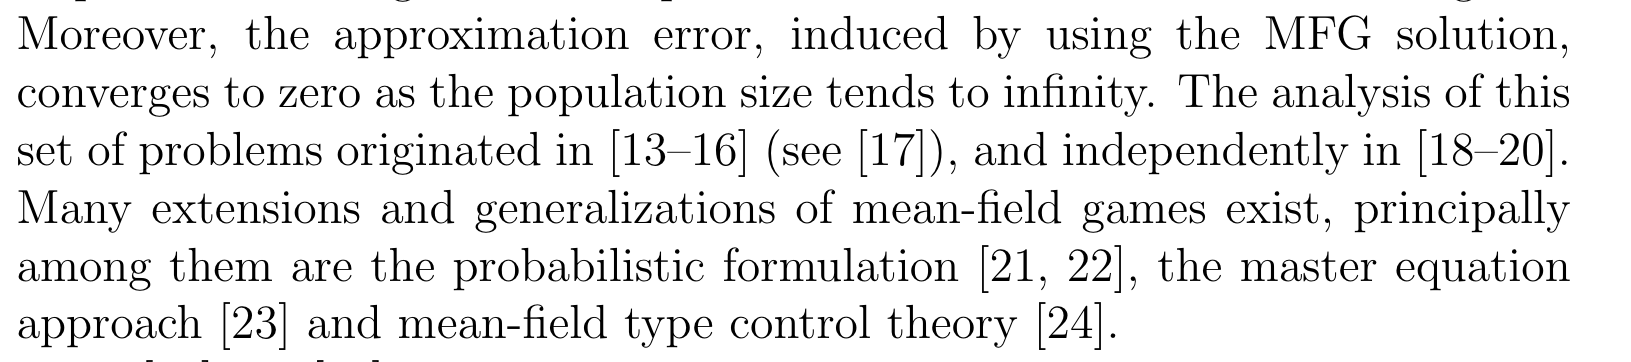 Moreover, the approximation error, induced by using the MFG solution,
converges to zero as the population size tends to infinity. The analysis of this
set of problems originated in [13–16] (see [17]), and independently in [18–20].
Many extensions and generalizations of mean-field games exist, principally
among them are the probabilistic formulation [21, 22], the master equation
approach [23] and mean-field type control theory [24].